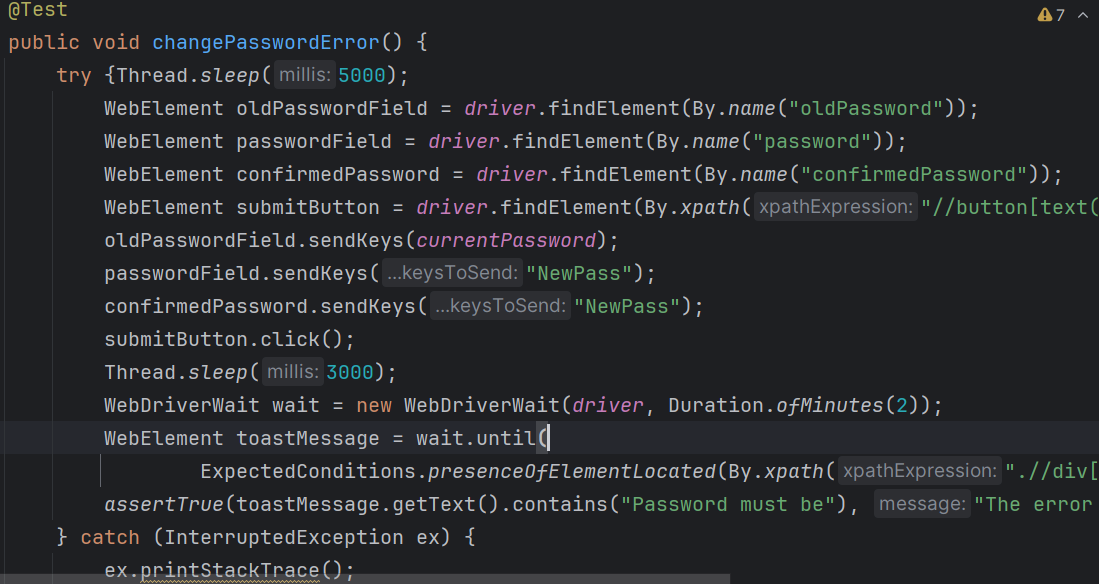 @Test
7
public void changePasswordError() {
try {Thread.sleep( millis: 5000);
WebElement oldPasswordField = driver.findElement(By.name("oldPassword"));
WebElement passwordField = driver.findElement(By.name("password"));
WebElement confirmedPassword = driver.findElement(By.name("confirmedPassword"));
WebElement submitButton = driver.findElement(By.xpath( xpathExpression: "//button[text(
oldPasswordField.sendKeys(currentPassword);
passwordField.sendKeys( ...keysToSend: "NewPass");
confirmedPassword.sendKeys( ...keysToSend: "NewPass");
submitButton.click();
Thread.sleep( millis: 3000);
WebDriverWait wait = new WebDriverWait(driver, Duration.ofMinutes(2));
WebElement toastMessage = wait.until(
ExpectedConditions.presenceOfElementLocated(By.xpath( xpathExpression: ".//div[
assertTrue(toastMessage.getText().contains("Password must be"), message: "The error
} catch (InterruptedException ex) {
ex.printStackTrace();